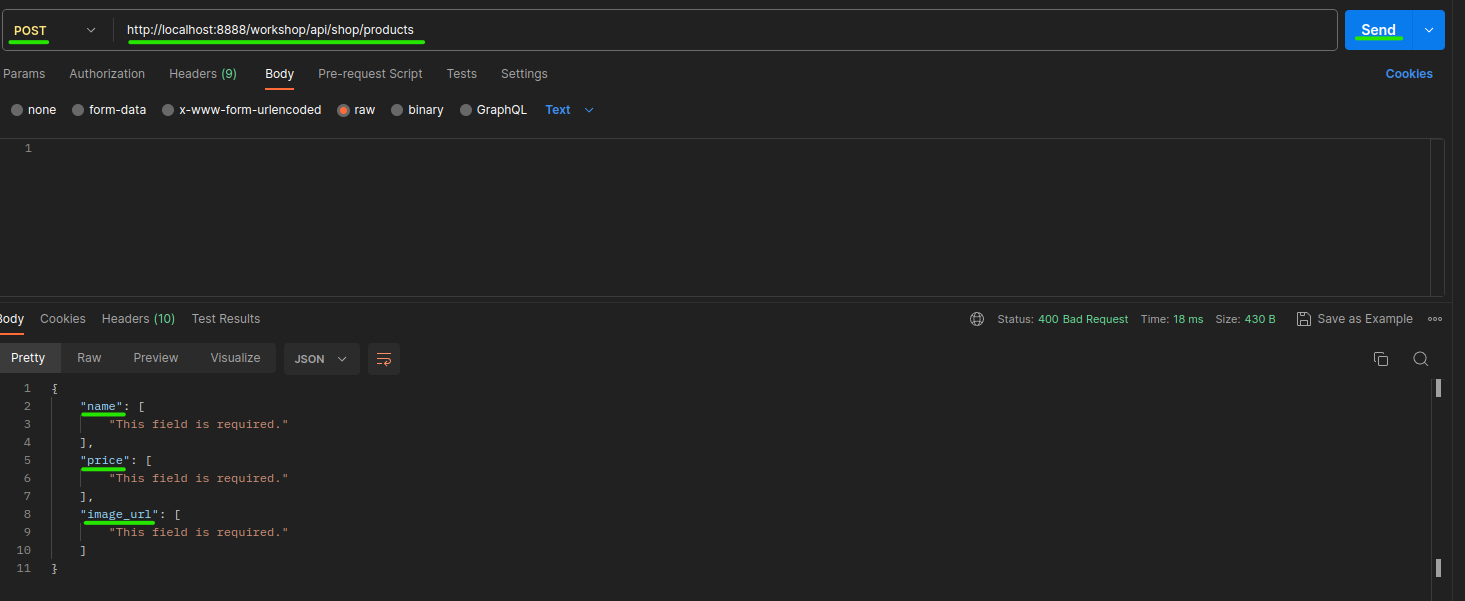 POST http://localhost:8888/workshop/api/shop/products Send
Params Authorization Headers (9) Body Pre-request Script Tests Settings Cookies
none form-data x-www-form-urlencoded raw binary GraphQL Text
1
Body Cookies Headers (10) Test Results Status: 400 Bad Request Time: 18 ms Size: 430 B Save as Example
Pretty Raw Preview Visualize JSON
1 {
2 "name": [
3 "This field is required."
4 ],
5 "price": [
6 "This field is required."
7 ],
8 "image_url": [
9 "This field is required."
10 ]
11 }